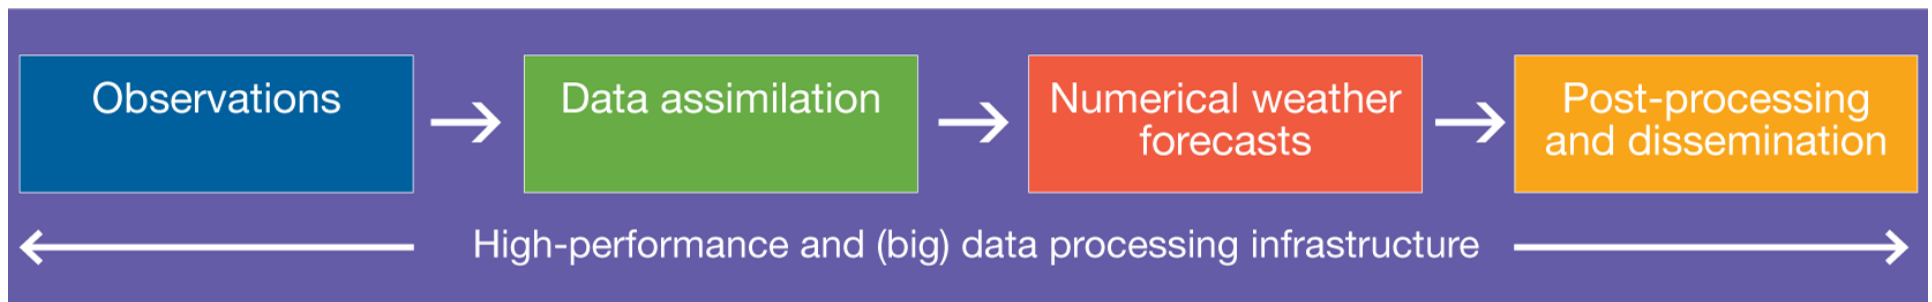 Observations
Data assimilation
Numerical weather
forecasts
Post-processing
and dissemination
High-performance and (big) data processing infrastructure